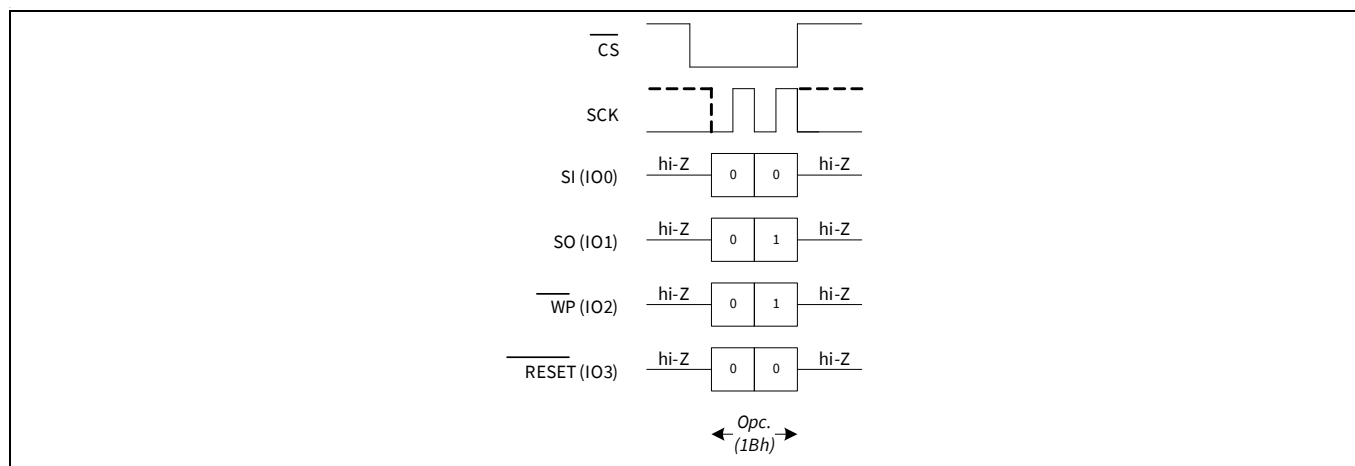 CS
SCK
SI (IO0) hi-Z 0 0 hi-Z
SO (IO1) hi-Z 0 1 hi-Z
WP (IO2) hi-Z 0 1 hi-Z
RESET (IO3) hi-Z 0 0 hi-Z
Opc.
(1Bh)